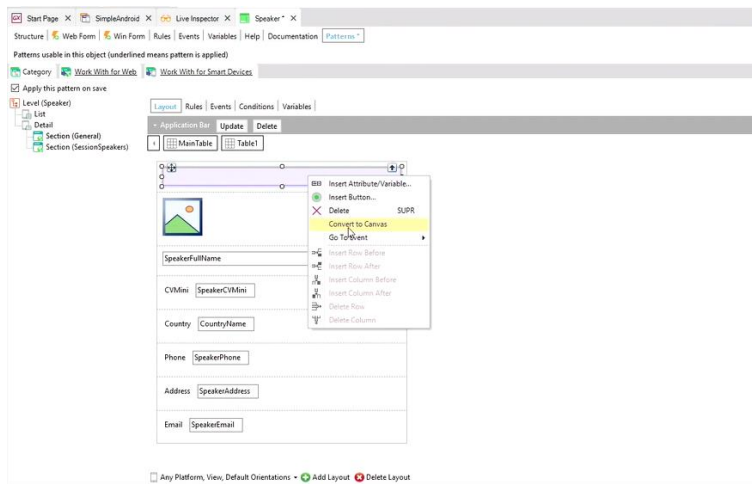 Start Page X SimpleAndroid X Live Inspector X Speaker * X
Structure Web Form Win Form Rules Events Variables Help Documentation Patterns *
Patterns usable in this object (underlined means pattern is applied)
Category Work With for Web Work With for Smart Devices
Apply this pattern on save
Level (Speaker)
List
Detail
Section (General)
Section (SessionSpeakers)
Layout Rules Events Conditions Variables
Application Bar Update Delete
MainTable Table1
Insert Attribute/Variable...
Insert Button...
Delete SUPR
Convert to Canvas
Go To Event
Insert Row Before
Insert Row After
Insert Column Before
Insert Column After
Delete Row
Delete Column
SpeakerFullName
CVMini SpeakerCVMini
Country CountryName
Phone SpeakerPhone
Address SpeakerAddress
Email SpeakerEmail
Any Platform, View, Default Orientations Add Layout Delete Layout